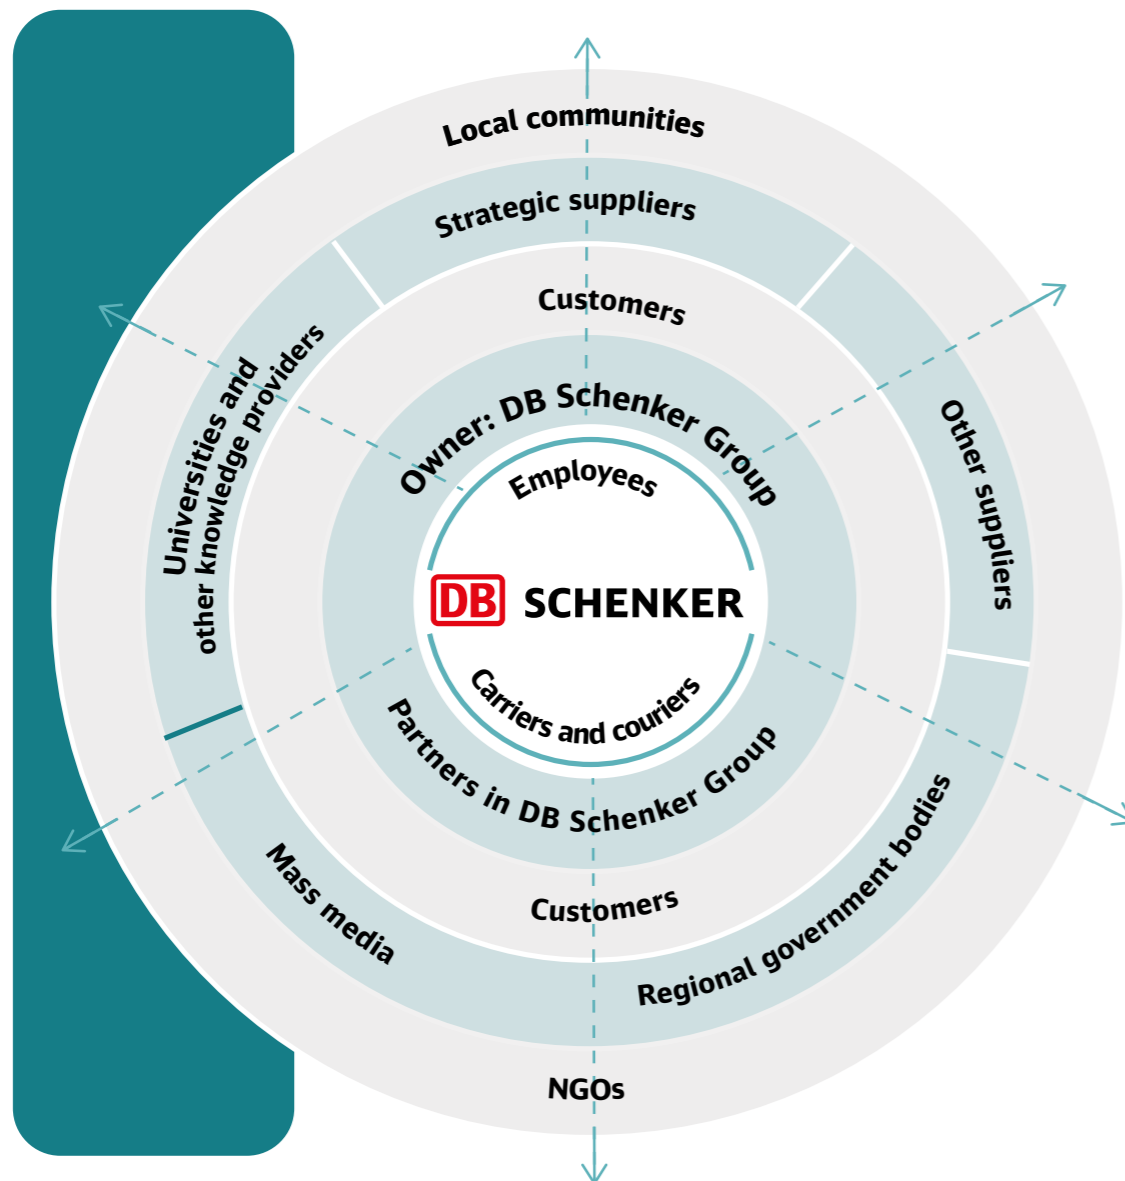 Local communities
Strategic suppliers
Customers
Owner: DB Schenker Group
Employees
Universities and
other knowledge providers
Other suppliers
DB SCHENKER
Carriers and couriers
Partners in DB Schenker Group
Mass media
Customers
Regional government bodies
NGOs